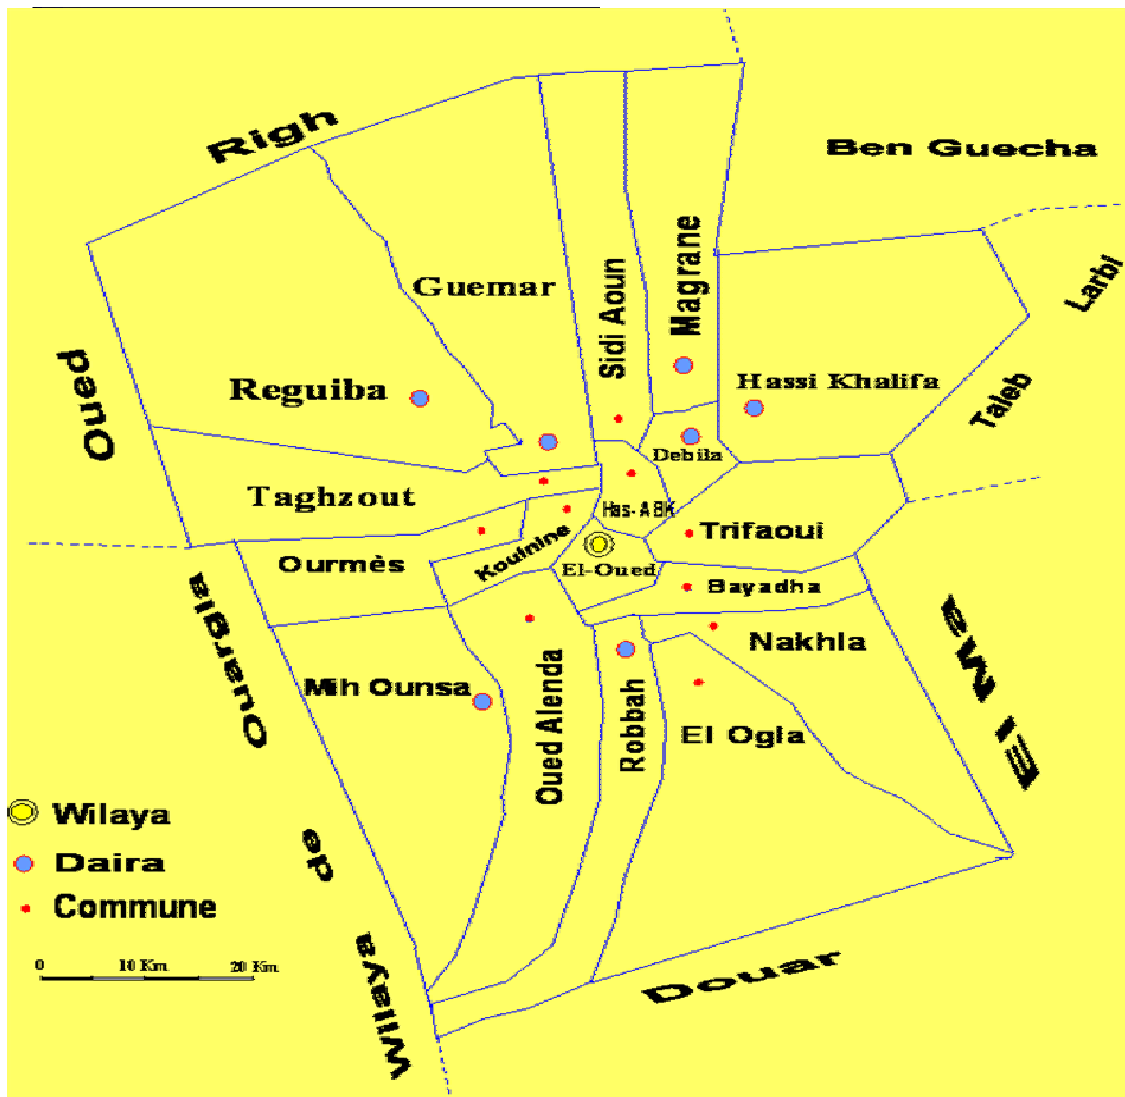 Righ
Ben Guecha
Larbi
Taleb
Guemar
Sidi Aoun
Magrane
Oued
Reguiba
Hassi Khalifa
Debila
Taghzout
Has-ABK
Trifaoui
Ourmès
Kouinine
El-Oued
Bayadha
Nakhla
Mih Ounsa
Oued Alenda
Robbah
El Ogla
El Ma
Wilaya de Ouargla
Douar
Wilaya
Daira
Commune
0 10 Km. 20 Km.